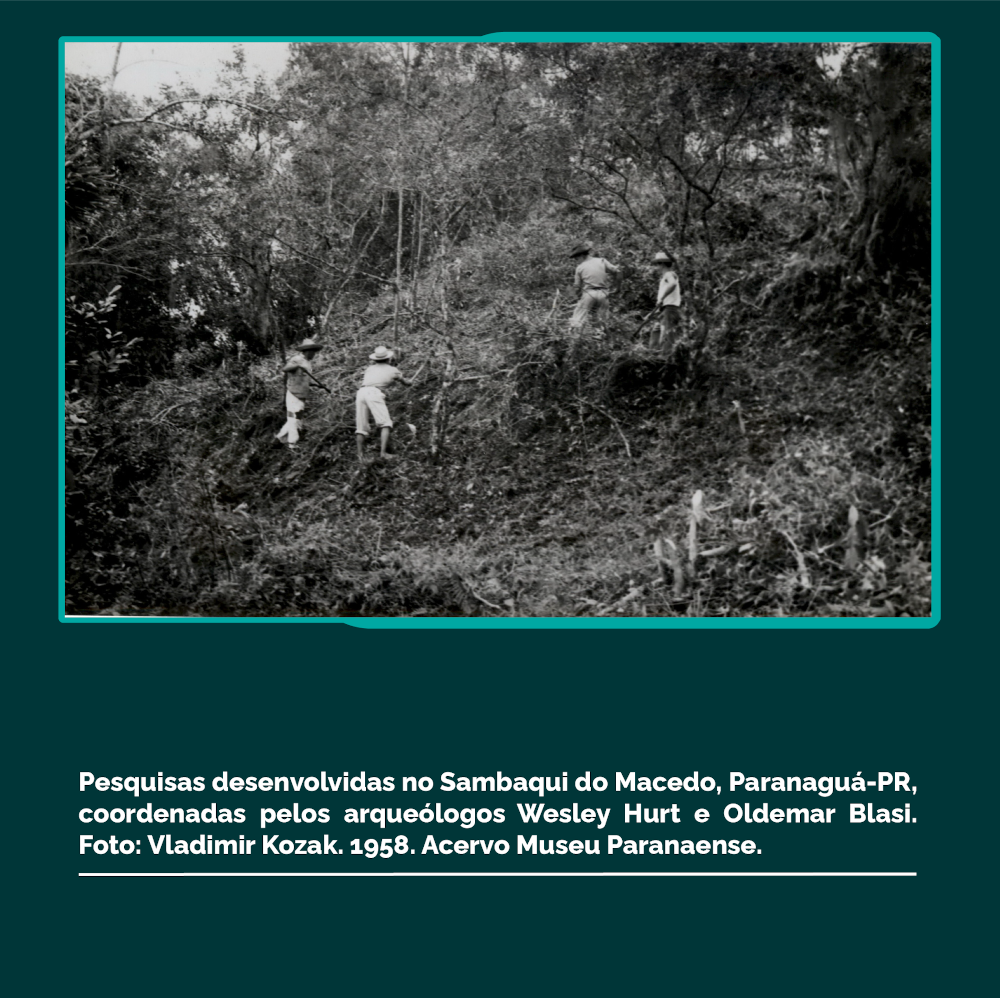 Pesquisas desenvolvidas no Sambaqui do Macedo, Paranaguá-PR,
coordenadas pelos arqueólogos Wesley Hurt e Oldemar Blasi.
Foto: Vladimir Kozak. 1958. Acervo Museu Paranaense.